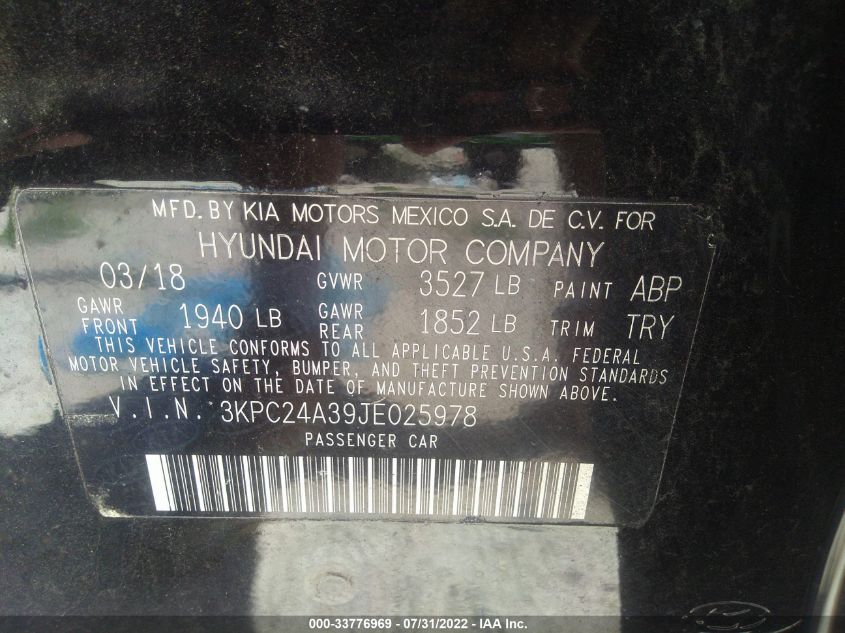 MFD. BY KIA MOTORS MEXICO S.A. DE C.V. FOR
HYUNDAI MOTOR COMPANY
03/18 GVWR 3527 LB PAINT ABP
GAWR FRONT 1940 LB GAWR REAR 1852 LB TRIM TRY
THIS VEHICLE CONFORMS TO ALL APPLICABLE U.S.A. FEDERAL
MOTOR VEHICLE SAFETY, BUMPER, AND THEFT PREVENTION STANDARDS
IN EFFECT ON THE DATE OF MANUFACTURE SHOWN ABOVE.
V.I.N. 3KPC24A39JE025978
PASSENGER CAR
000-33776969 - 07/31/2022 - IAA Inc.